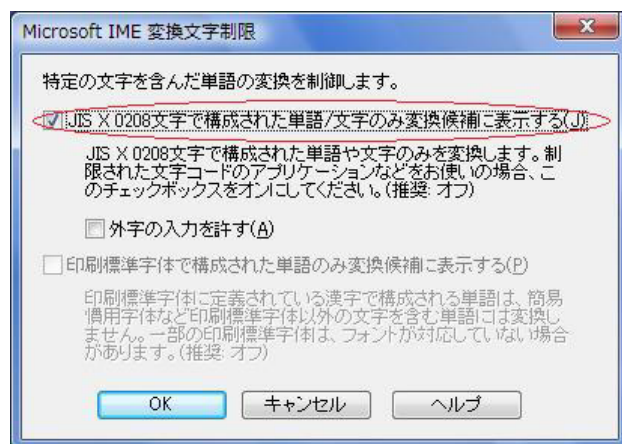 Microsoft IME 変換文字制限
特定の文字を含んだ単語の変換を制御します。
JIS X 0208文字で構成された単語/文字のみ変換候補に表示する(J)
JIS X 0208文字で構成された単語や文字のみを変換します。制
限された文字コードのアプリケーションなどをお使いの場合、こ
のチェックボックスをオンにしてください。(推奨: オフ)
外字の入力を許す(A)
印刷標準字体で構成された単語のみ変換候補に表示する(P)
印刷標準字体に定義されている漢字で構成される単語は、簡易
慣用字体など印刷標準字体以外の文字を含む単語には変換し
ません。一部の印刷標準字体は、フォントが対応していない場合
があります。(推奨: オフ)
OK
キャンセル
ヘルプ